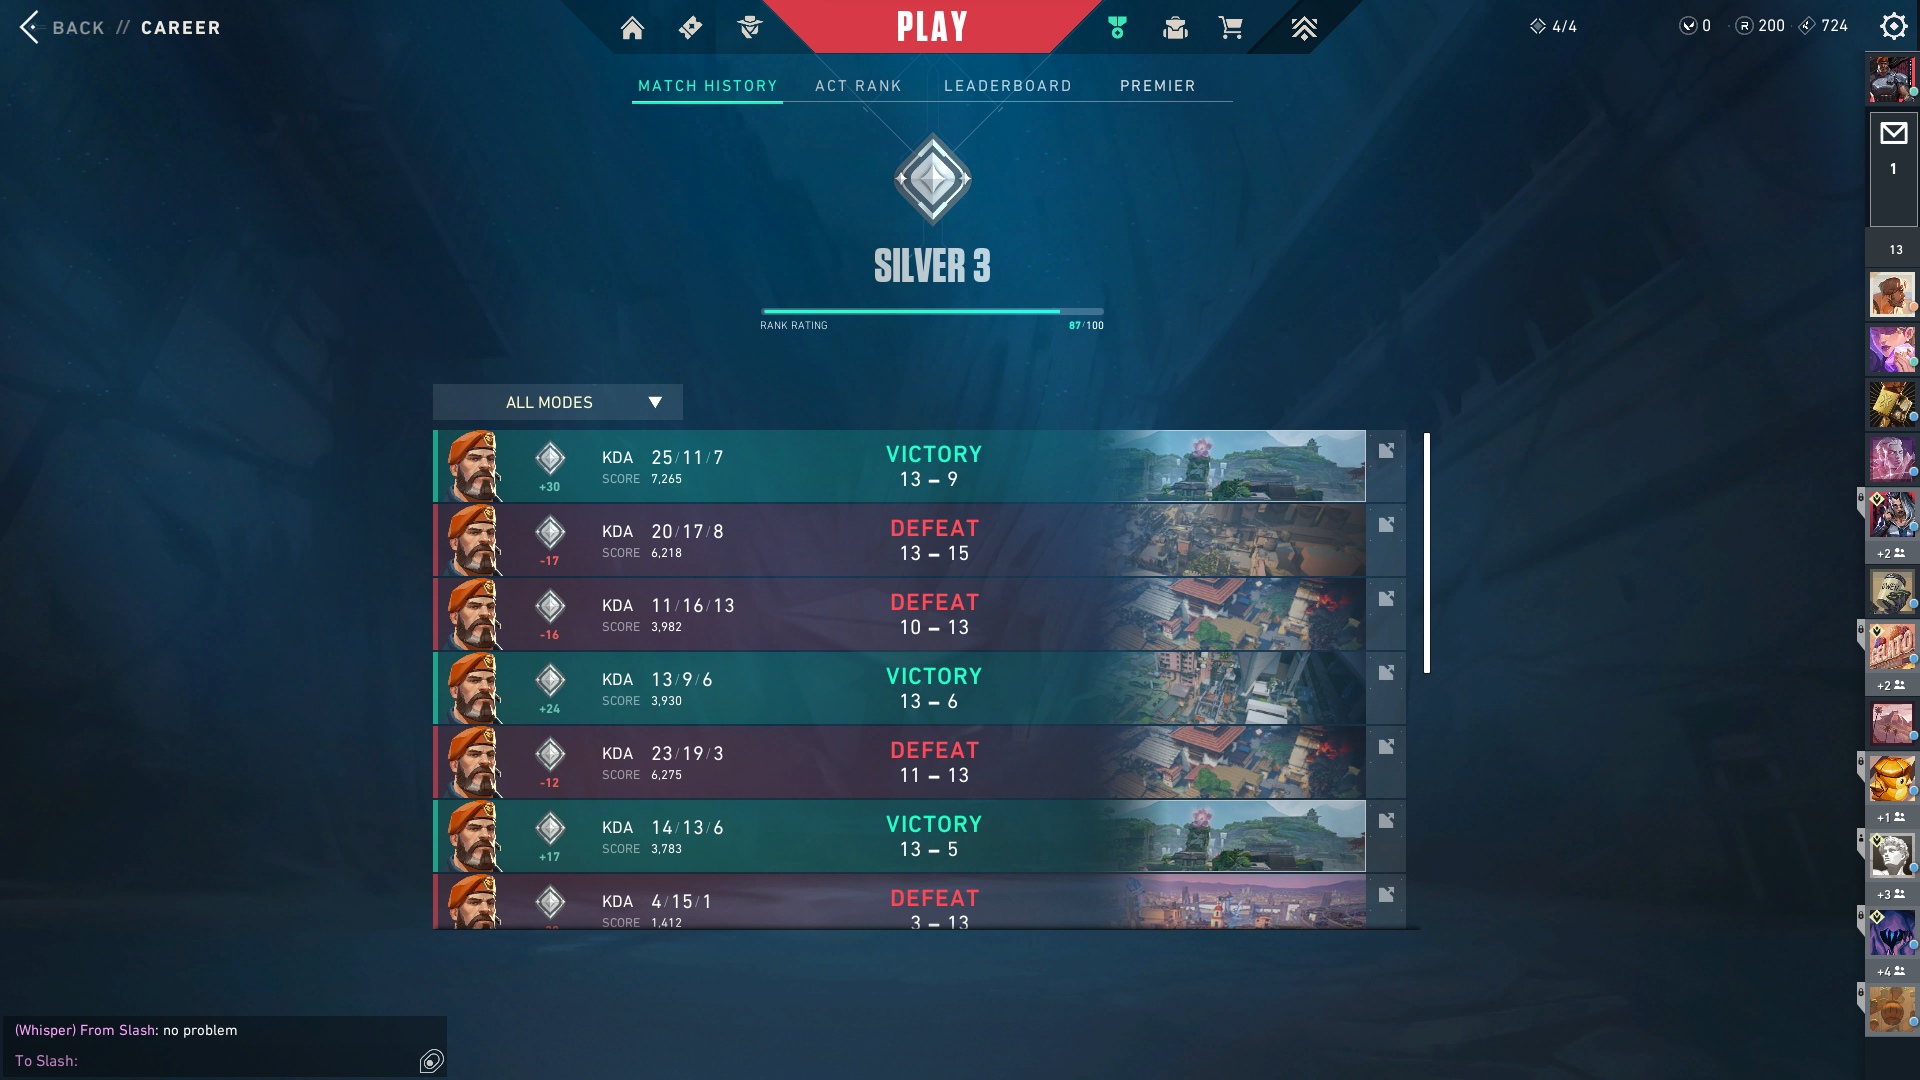 BACK // CAREER
PLAY
4/4
0
R 200
724
MATCH HISTORY
ACT RANK
LEADERBOARD
PREMIER
1
13
SILVER 3
RANK RATING
87/100
ALL MODES
KDA 25/11/7
VICTORY
+30
SCORE 7,265
13 – 9
KDA 20/17/8
DEFEAT
-17
SCORE 6,218
13 – 15
KDA 11/16/13
DEFEAT
-16
SCORE 3,982
10 – 13
KDA 13/9/6
VICTORY
+24
SCORE 3,930
13 – 6
KDA 23/19/3
DEFEAT
-12
SCORE 6,275
11 – 13
KDA 14/13/6
VICTORY
+17
SCORE 3,783
13 – 5
KDA 4/15/1
DEFEAT
SCORE 1,412
3 – 13
+2
GELATO
+2
+1
+3
+4
(Whisper) From Slash: no problem
To Slash: